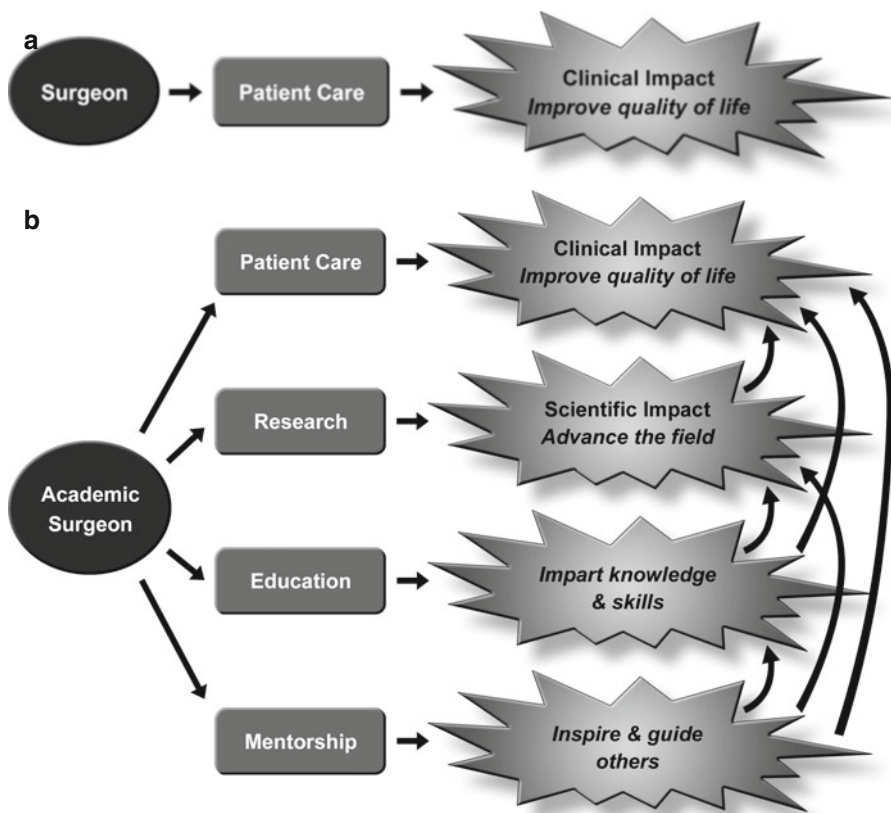 a
Surgeon
Patient Care
Clinical Impact
Improve quality of life
b
Patient Care
Clinical Impact
Improve quality of life
Research
Scientific Impact
Advance the field
Academic
Surgeon
Education
Impart knowledge
& skills
Mentorship
Inspire & guide
others